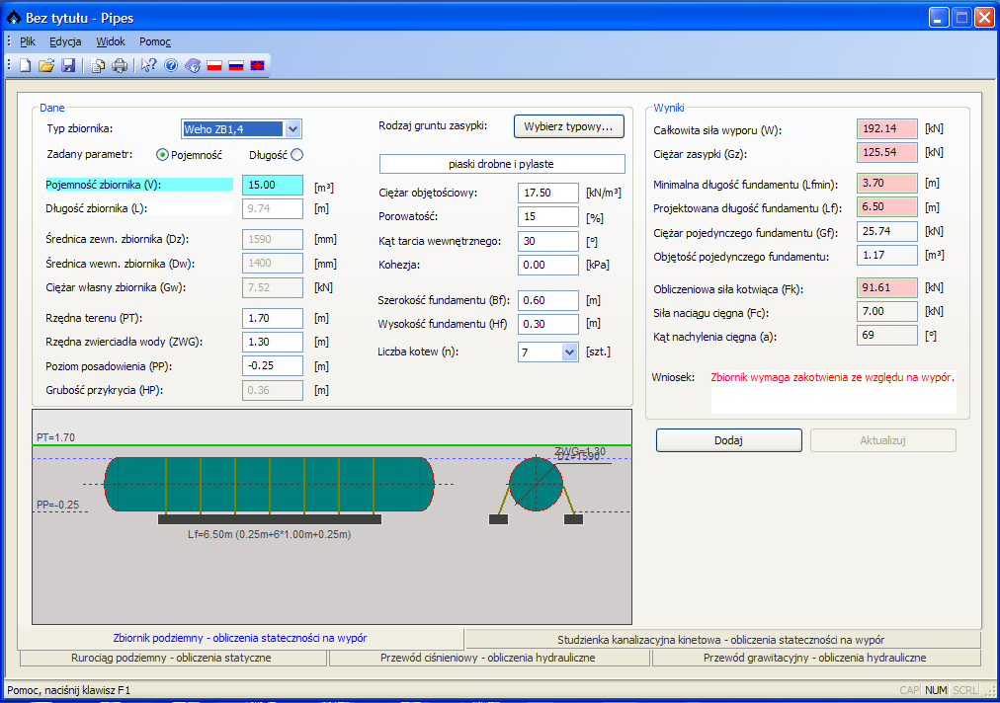 Bez tytułu - Pipes
Plik Edycja Widok Pomoc
Dane
Typ zbiornika: Weho ZB1,4
Zadany parametr: Pojemność Długość
Pojemność zbiornika (V): 15.00 [m³]
Długość zbiornika (L): 9.74 [m]
Średnica zewn. zbiornika (Dz): 1590 [mm]
Średnica wewn. zbiornika (Dw): 1400 [mm]
Ciężar własny zbiornika (Gw): 7.52 [kN]
Rzędna terenu (PT): 1.70 [m]
Rzędna zwierciadła wody (ZWG): 1.30 [m]
Poziom posadowienia (PP): -0.25 [m]
Grubość przykrycia (HP): 0.36 [m]
Rodzaj gruntu zasypki: Wybierz typowy...
piaski drobne i pylaste
Ciężar objętościowy: 17.50 [kN/m³]
Porowatość: 15 [%]
Kąt tarcia wewnętrznego: 30 [°]
Kohezja: 0.00 [kPa]
Szerokość fundamentu (Bf): 0.60 [m]
Wysokość fundamentu (Hf) 0.30 [m]
Liczba kotew (n): 7 [szt.]
Wyniki
Całkowita siła wyporu (W): 192.14 [kN]
Ciężar zasypki (Gz): 125.54 [kN]
Minimalna długość fundamentu (Lfmin): 3.70 [m]
Projektowana długość fundamentu (Lf): 6.50 [m]
Ciężar pojedynczego fundamentu (Gf): 25.74 [kN]
Objętość pojedynczego fundamentu: 1.17 [m³]
Obliczeniowa siła kotwiąca (Fk): 91.61 [kN]
Siła naciągu cięgna (Fc): 7.00 [kN]
Kąt nachylenia cięgna (a): 69 [°]
Wniosek: Zbiornik wymaga zakotwienia ze względu na wypór.
Dodaj Aktualizuj
PT=1.70
ZWG=1.30
Dz=1590
PP=-0.25
Lf=6.50m (0.25m+6*1.00m+0.25m)
Zbiornik podziemny - obliczenia stateczności na wypór
Studzienka kanalizacyjna kinetowa - obliczenia stateczności na wypór
Rurociąg podziemny - obliczenia statyczne
Przewód ciśnieniowy - obliczenia hydrauliczne
Przewód grawitacyjny - obliczenia hydrauliczne
Pomoc, naciśnij klawisz F1
CAP NUM SCRL